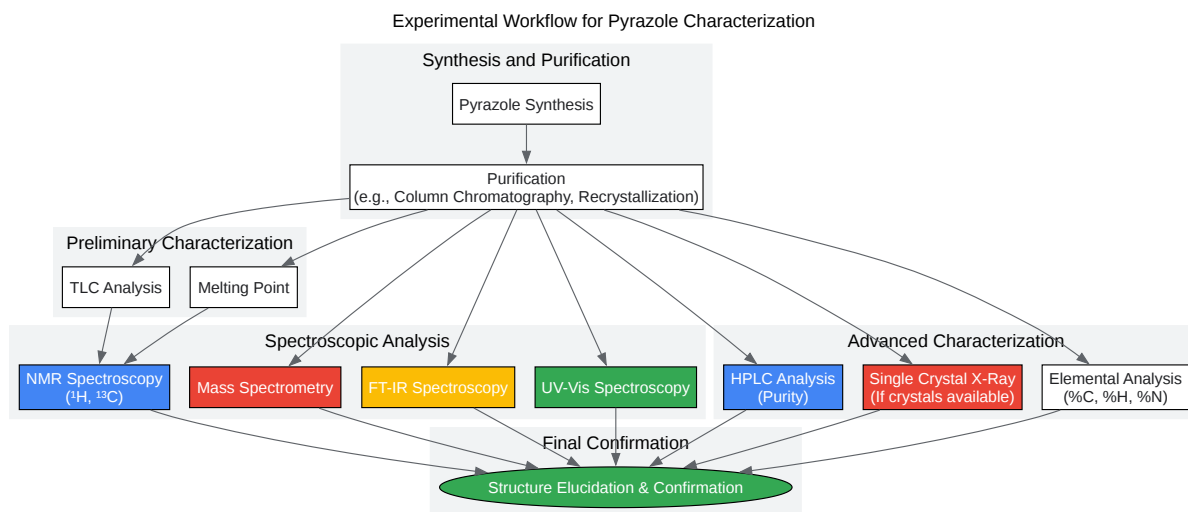 Experimental Workflow for Pyrazole Characterization
Synthesis and Purification
Pyrazole Synthesis
Purification
(e.g., Column Chromatography, Recrystallization)
Preliminary Characterization
TLC Analysis
Melting Point
Spectroscopic Analysis
NMR Spectroscopy
(¹H, ¹³C)
Mass Spectrometry
FT-IR Spectroscopy
UV-Vis Spectroscopy
Advanced Characterization
HPLC Analysis
(Purity)
Single Crystal X-Ray
(If crystals available)
Elemental Analysis
(%C, %H, %N)
Final Confirmation
Structure Elucidation & Confirmation